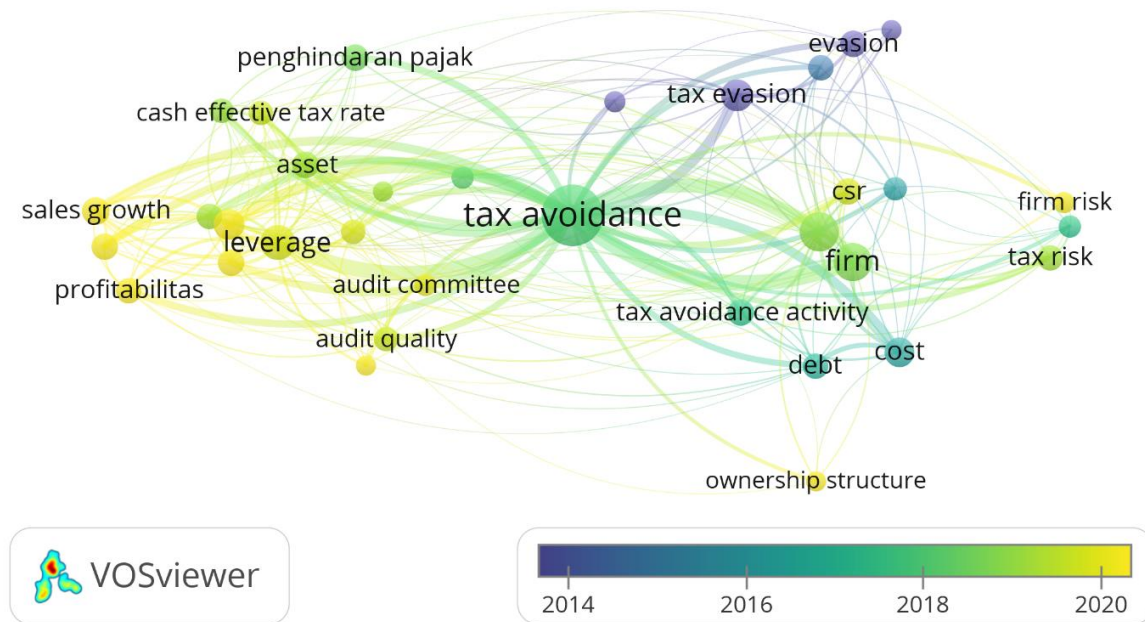 evasion
penghindaran pajak
tax evasion
cash effective tax rate
asset
csr
sales growth
tax avoidance
firm risk
leverage
firm
tax risk
profitabilitas
audit committee
tax avoidance activity
audit quality
debt
cost
ownership structure
VOSviewer
2014 2016 2018 2020